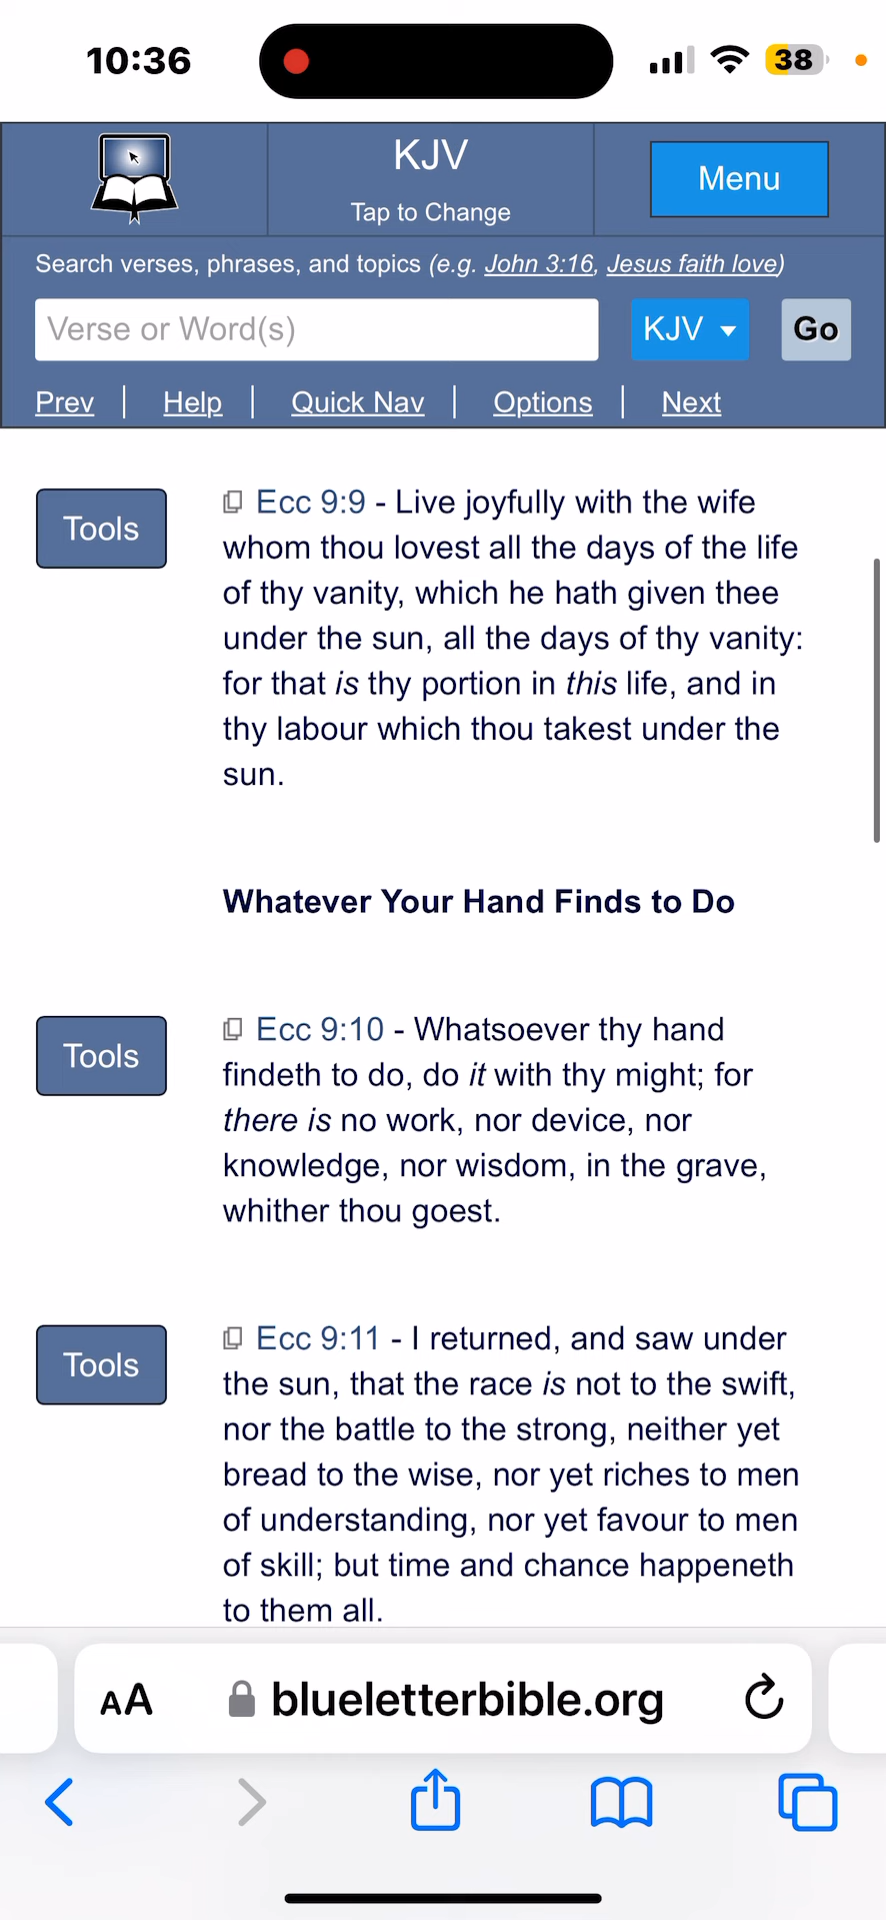 10:36
38
KJV
Tap to Change
Menu
Search verses, phrases, and topics (e.g. John 3:16, Jesus faith love)
Verse or Word(s)
KJV
Go
Prev | Help | Quick Nav | Options | Next
Tools
Ecc 9:9 - Live joyfully with the wife
whom thou lovest all the days of the life
of thy vanity, which he hath given thee
under the sun, all the days of thy vanity:
for that is thy portion in this life, and in
thy labour which thou takest under the
sun.
Whatever Your Hand Finds to Do
Tools
Ecc 9:10 - Whatsoever thy hand
findeth to do, do it with thy might; for
there is no work, nor device, nor
knowledge, nor wisdom, in the grave,
whither thou goest.
Tools
Ecc 9:11 - I returned, and saw under
the sun, that the race is not to the swift,
nor the battle to the strong, neither yet
bread to the wise, nor yet riches to men
of understanding, nor yet favour to men
of skill; but time and chance happeneth
to them all.
AA
blueletterbible.org